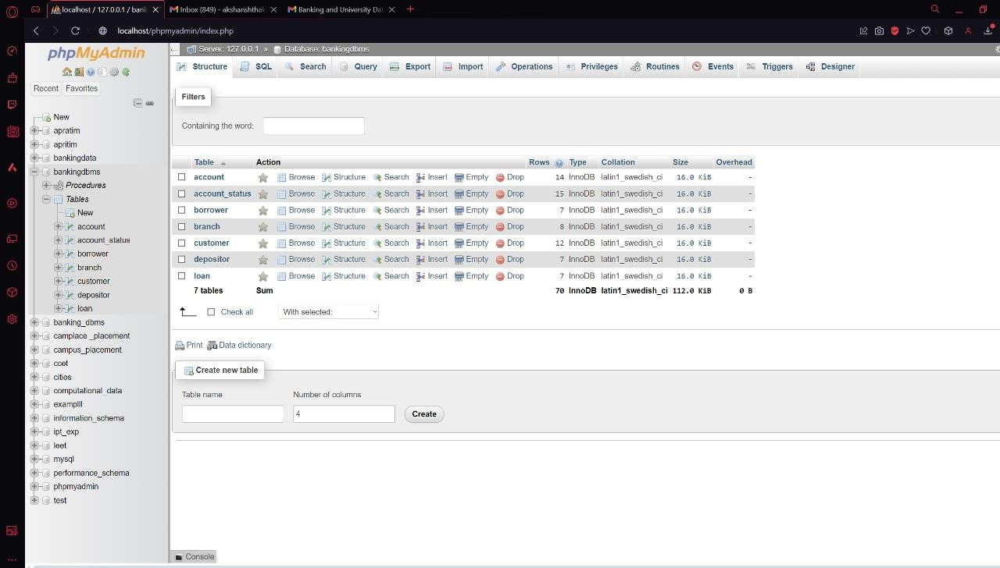 localhost / 127.0.0.1 / bank
Inbox (849) - akshanshthak
Banking and University Dat
localhost/phpmyadmin/index.php
phpMyAdmin
Recent Favorites
New
apratim
apritim
bankingdata
bankingdbms
Procedures
Tables
New
account
account_status
borrower
branch
customer
depositor
loan
banking_dbms
camplace _placement
campus_placement
ccet
cities
computational_data
examplll
information_schema
ipt_exp
leet
mysql
performance_schema
phpmyadmin
test
Server: 127.0.0.1 » Database: bankingdbms
Structure SQL Search Query Export Import Operations Privileges Routines Events Triggers Designer
Filters
Containing the word:
Table Action Rows Type Collation Size Overhead
account Browse Structure Search Insert Empty Drop 14 InnoDB latin1_swedish_ci 16.0 KiB -
account_status Browse Structure Search Insert Empty Drop 15 InnoDB latin1_swedish_ci 16.0 KiB -
borrower Browse Structure Search Insert Empty Drop 7 InnoDB latin1_swedish_ci 16.0 KiB -
branch Browse Structure Search Insert Empty Drop 8 InnoDB latin1_swedish_ci 16.0 KiB -
customer Browse Structure Search Insert Empty Drop 12 InnoDB latin1_swedish_ci 16.0 KiB -
depositor Browse Structure Search Insert Empty Drop 7 InnoDB latin1_swedish_ci 16.0 KiB -
loan Browse Structure Search Insert Empty Drop 7 InnoDB latin1_swedish_ci 16.0 KiB -
7 tables Sum 70 InnoDB latin1_swedish_ci 112.0 KiB 0 B
Check all With selected:
Print Data dictionary
Create new table
Table name Number of columns
4 Create
Console